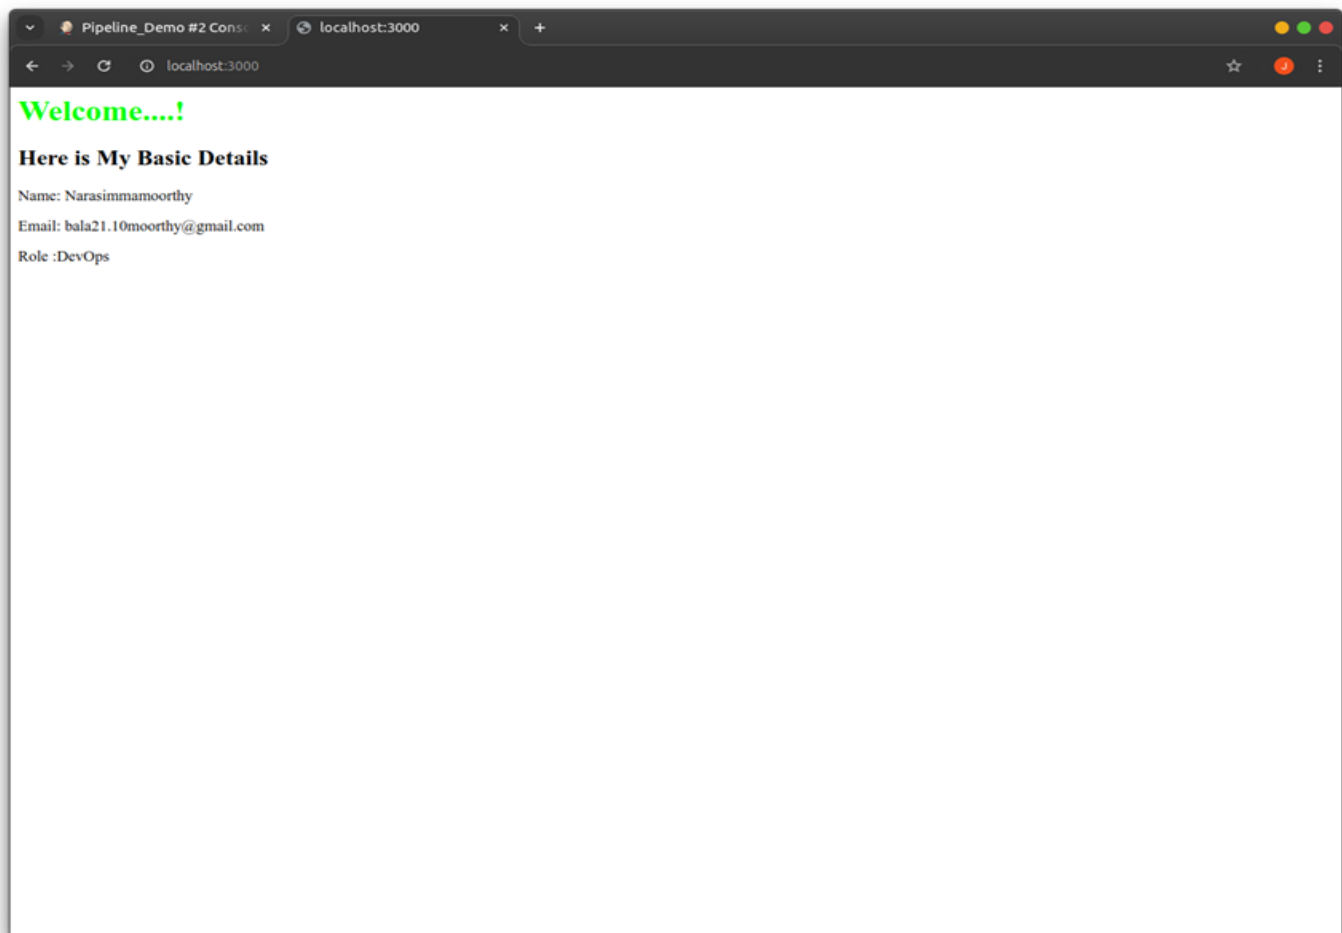 Pipeline_Demo #2 Conso
localhost:3000
localhost:3000
J
Welcome....!
Here is My Basic Details
Name: Narasimmamoorthy
Email: bala21.10moorthy@gmail.com
Role :DevOps